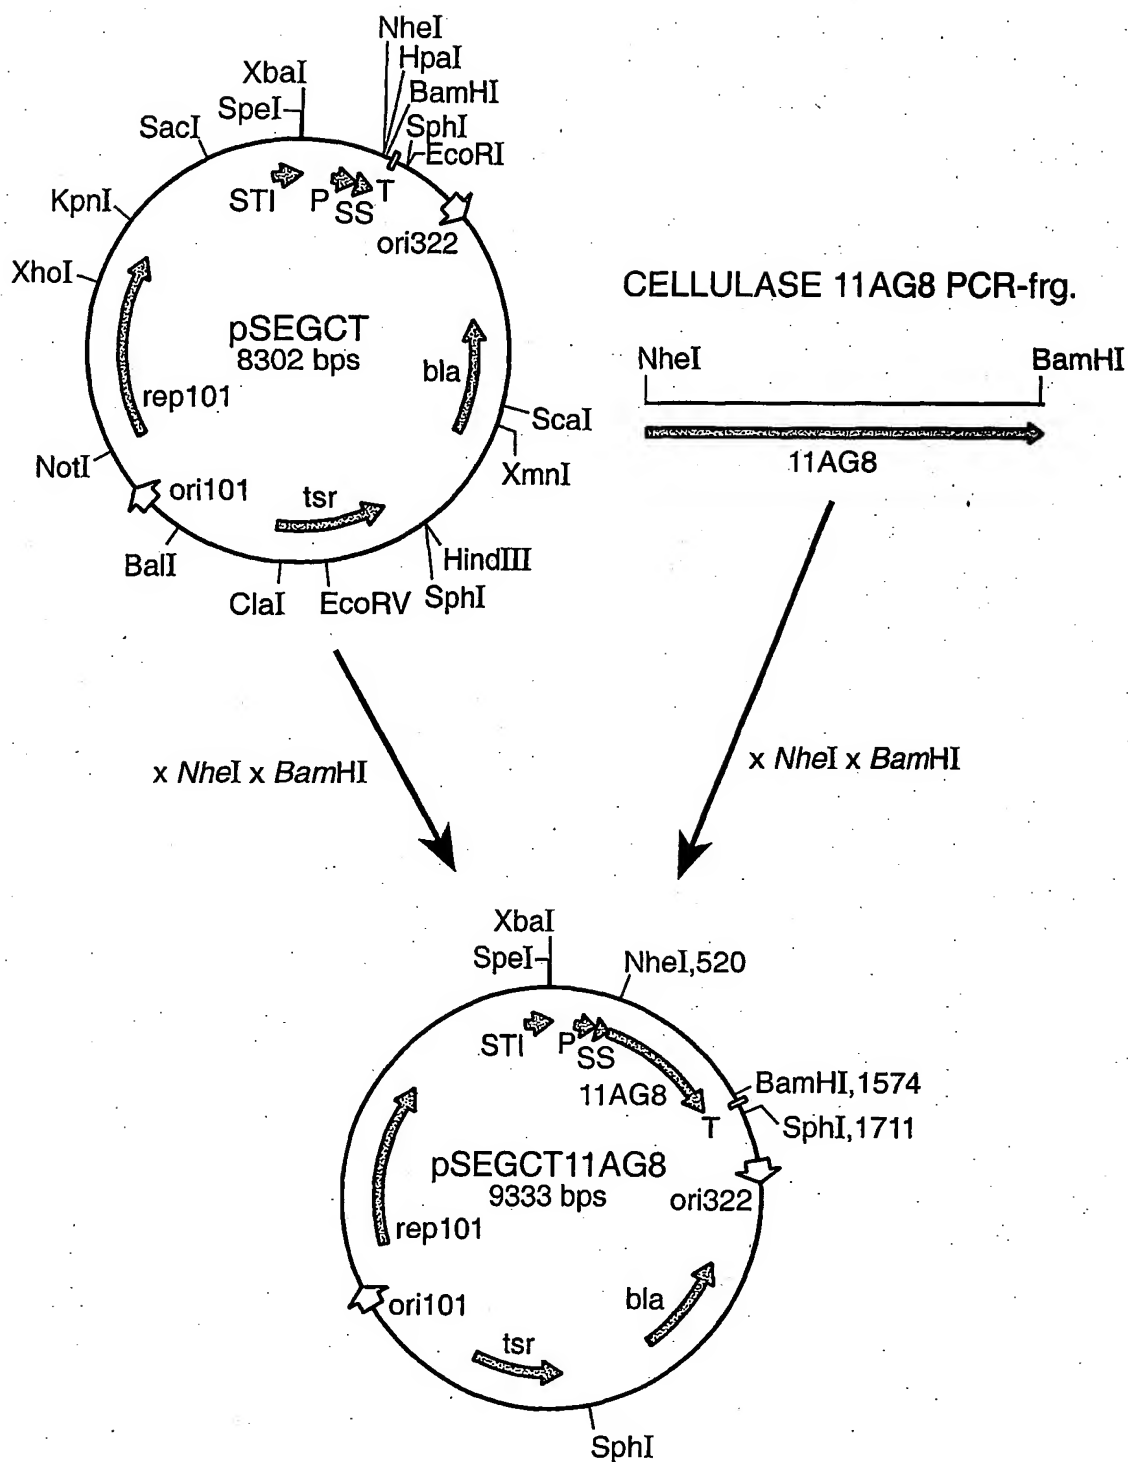 NheI
HpaI
XbaI
BamHI
SpeI
SphI
SacI
EcoRI
STI
P
SS
T
KpnI
ori322
XhoI
CELLULASE 11AG8 PCR-frg.
pSEGCT
8302 bps
NheI
BamHI
bla
rep101
ScaI
11AG8
NotI
XmnI
ori101
tsr
BalI
HindIII
ClaI
EcoRV
SphI
x NheI x BamHI
x NheI x BamHI
XbaI
SpeI
NheI,520
STI
P
SS
BamHI,1574
11AG8
T
SphI,1711
pSEGCT11AG8
9333 bps
ori322
rep101
ori101
bla
tsr
SphI